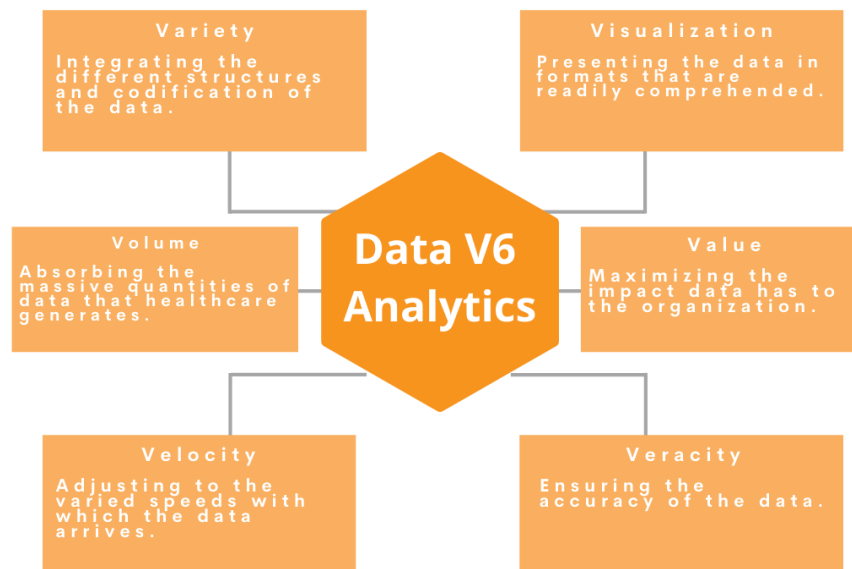 Variety
Integrating the
different structures
and codification of
the data.
Visualization
Presenting the data in
formats that are
readily comprehended.
Volume
Absorbing the
massive quantities of
data that healthcare
generates.
Data V6
Analytics
Value
Maximizing the
impact data has to
the organization.
Velocity
Adjusting to the
varied speeds with
which the data
arrives.
Veracity
Ensuring the
accuracy of the data.